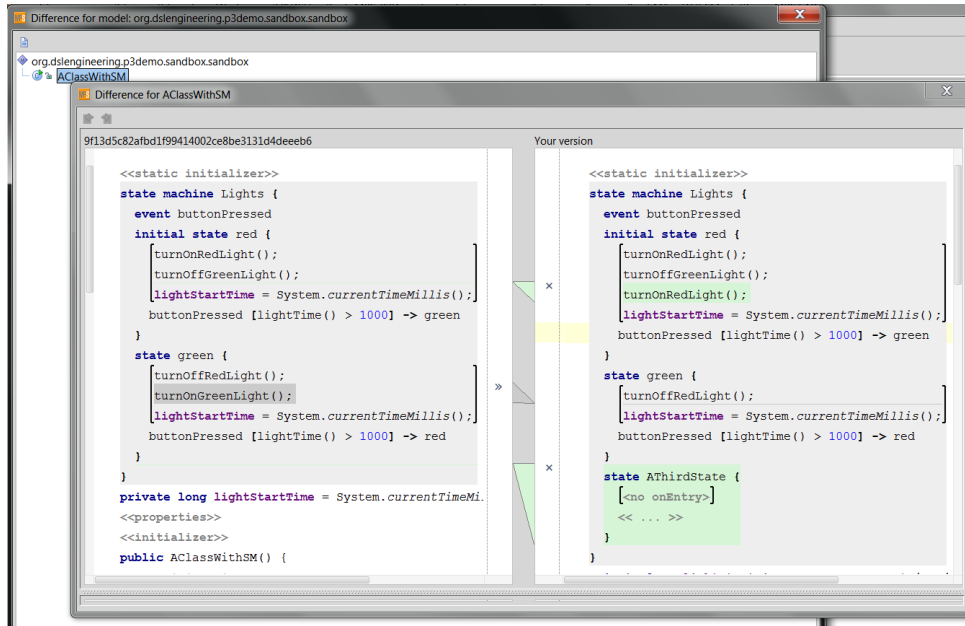 Difference for model: org.dslengineering.p3demo.sandbox.sandbox
org.dslengineering.p3demo.sandbox.sandbox
AClassWithSM
Difference for AClassWithSM
9f13d5c82afbd1f99414002ce8be3131d4deeeb6
<<static initializer>>
state machine Lights {
event buttonPressed
initial state red {
turnOnRedLight();
turnOffGreenLight();
lightStartTime = System.currentTimeMillis();
buttonPressed [lightTime() > 1000] -> green
}
state green {
turnOffRedLight();
turnOnGreenLight();
lightStartTime = System.currentTimeMillis();
buttonPressed [lightTime() > 1000] -> red
}
}
private long lightStartTime = System.currentTimeMi.
<<properties>>
<<initializer>>
public AClassWithSM() {
»
Your version
<<static initializer>>
state machine Lights {
event buttonPressed
initial state red {
turnOnRedLight();
turnOffGreenLight();
turnOnRedLight();
lightStartTime = System.currentTimeMillis();
buttonPressed [lightTime() > 1000] -> green
}
state green {
turnOffRedLight();
lightStartTime = System.currentTimeMillis();
buttonPressed [lightTime() > 1000] -> red
}
state AThirdState {
[<no onEntry>]
<< ... >>
}
}